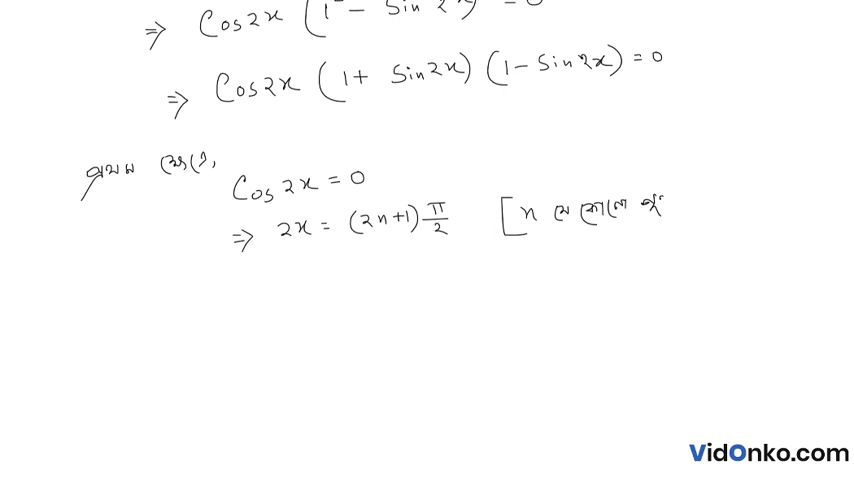 ⇒ Cos2x (1² - Sin²2x) = 0
⇒ Cos2x (1+ Sin2x) (1- Sin2x) = 0
প্রথম ক্ষেত্রে,
Cos 2x = 0
⇒ 2x = (2n+1) π/2 [n যে কোনো
VidOnko.com